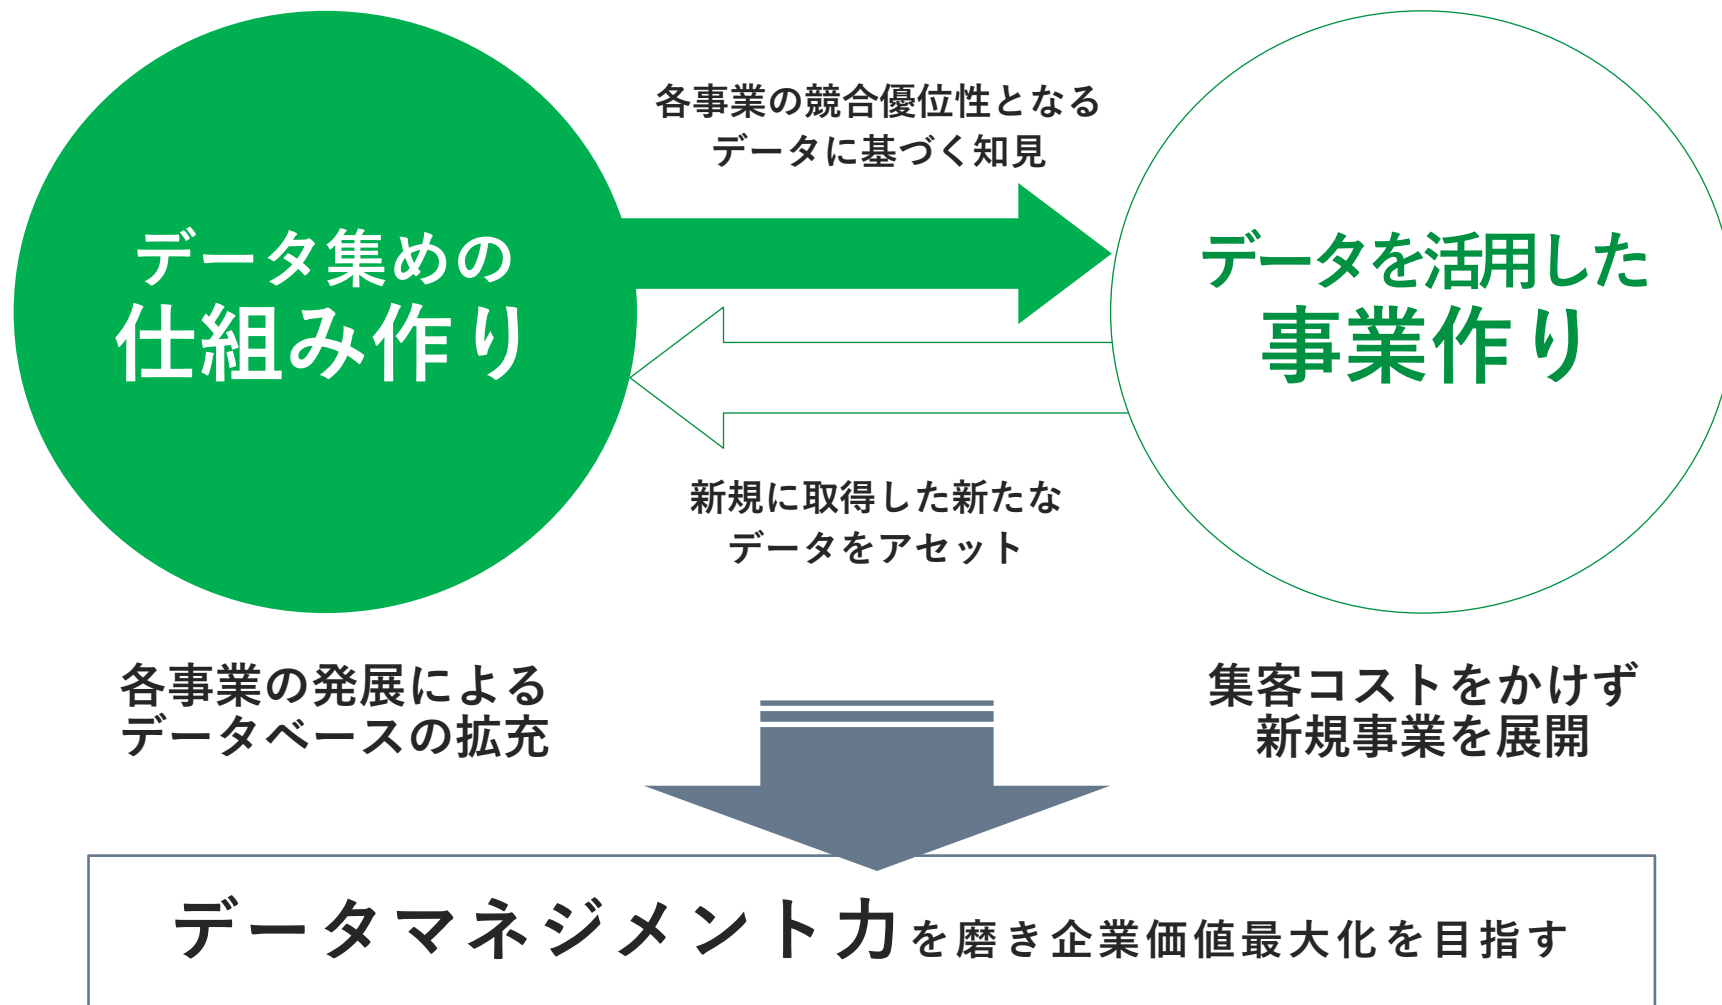 各事業の競合優位性となる
データに基づく知見
データ集めの
仕組み作り
データを活用した
事業作り
新規に取得した新たな
データをアセット
各事業の発展による
データベースの拡充
集客コストをかけず
新規事業を展開
データマネジメント力を磨き企業価値最大化を目指す